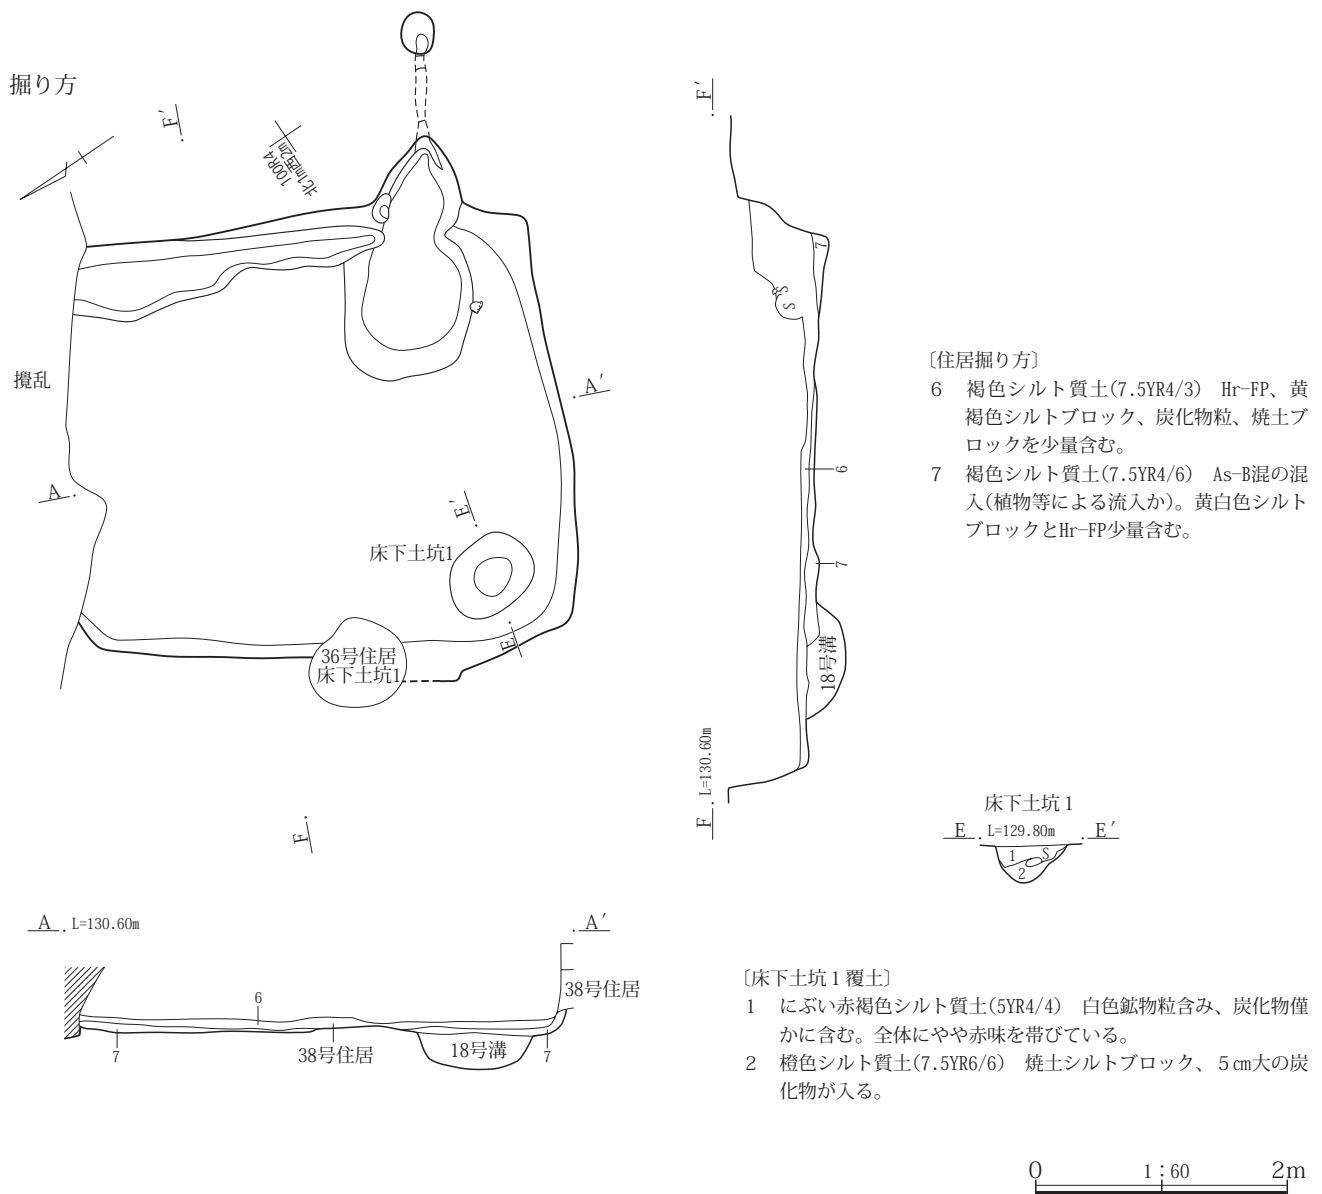 掘り方
F′
100R4
北1m西2m
攪乱
A′
A
E′
床下土坑1
E
36号住居
床下土坑1
F
F′
7
S
S
6
7
18号溝
F L=130.60m
〔住居掘り方〕
6　褐色シルト質土(7.5YR4/3)　Hr−FP、黄
褐色シルトブロック、炭化物粒、焼土ブ
ロックを少量含む。
7　褐色シルト質土(7.5YR4/6)　As−B混の混
入(植物等による流入か)。黄白色シルト
ブロックとHr−FP少量含む。
床下土坑 1
E L=129.80m E′
1 S
2
A L=130.60m A′
38号住居
6
7 38号住居 18号溝 7
〔床下土坑 1 覆土〕
1　にぶい赤褐色シルト質土(5YR4/4)　白色鉱物粒含み、炭化物僅
かに含む。全体にやや赤味を帯びている。
2　橙色シルト質土(7.5YR6/6)　焼土シルトブロック、5㎝大の炭
化物が入る。
0 1：60 2m